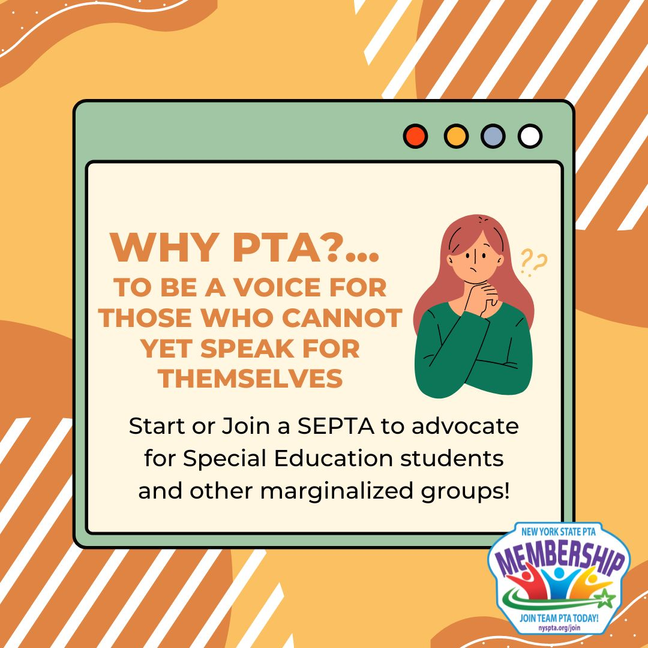 WHY PTA?...
TO BE A VOICE FOR
THOSE WHO CANNOT
YET SPEAK FOR
THEMSELVES
??
Start or Join a SEPTA to advocate
for Special Education students
and other marginalized groups!
NEW YORK STATE PTA
MEMBERSHIP
JOIN TEAM PTA TODAY!
nyspta.org/join